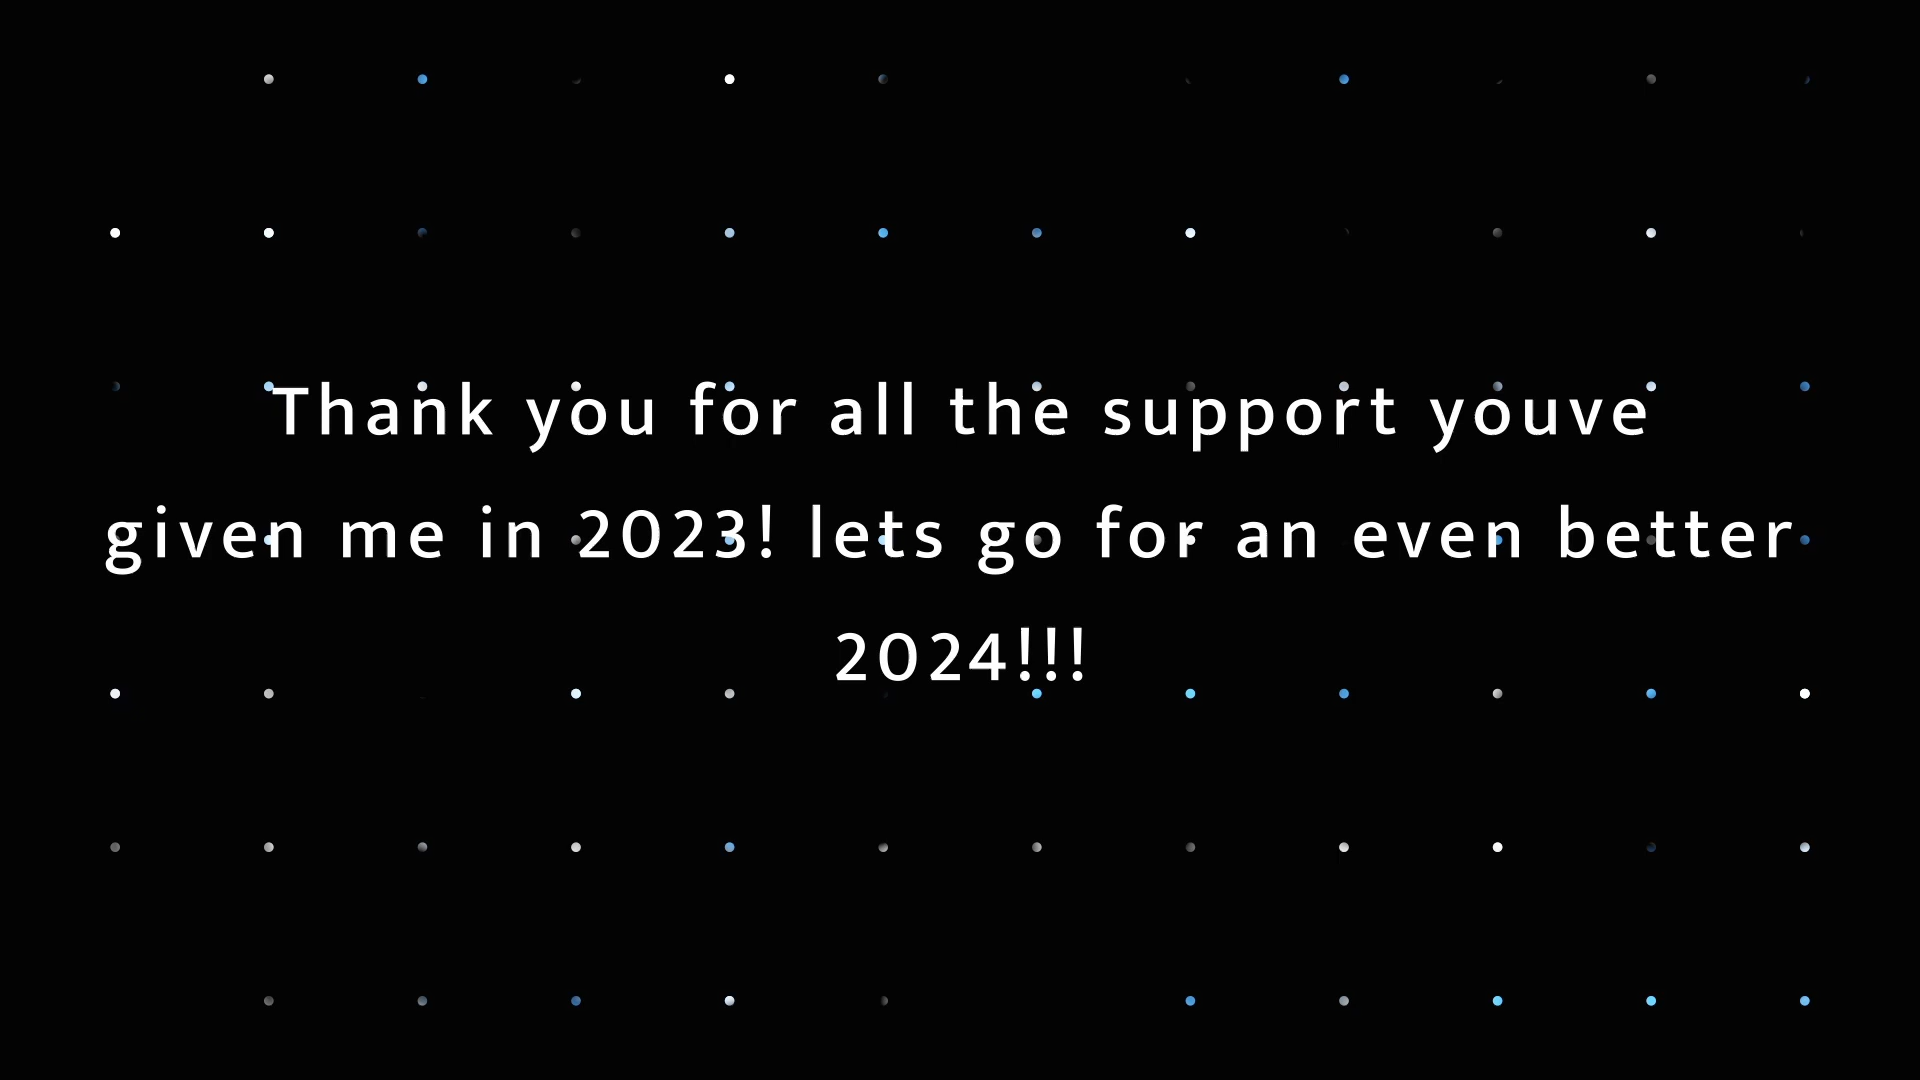 Thank you for all the support youve
given me in 2023! lets go for an even better
2024!!!